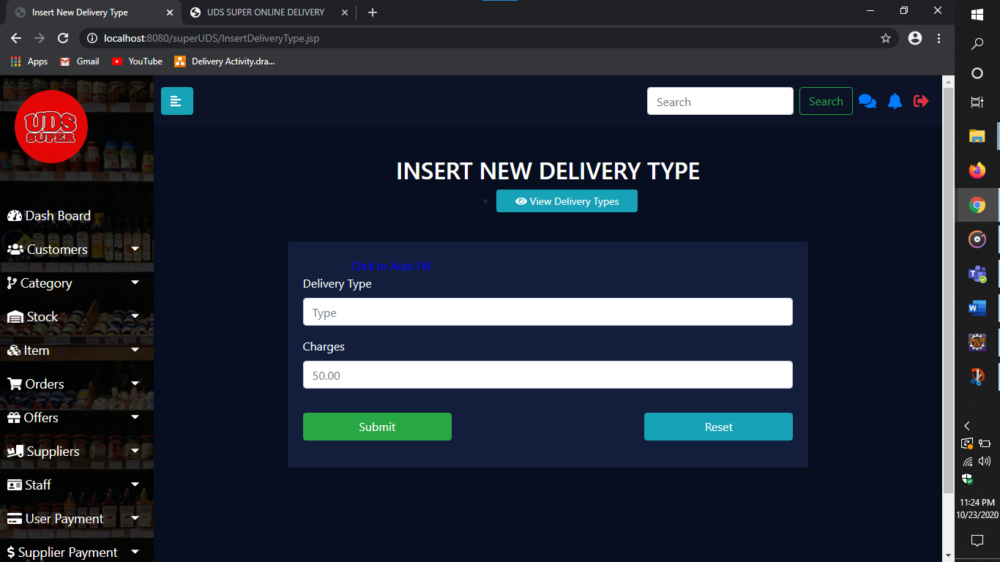 Insert New Delivery Type
UDS SUPER ONLINE DELIVERY
localhost:8080/superUDS/InsertDeliveryType.jsp
Apps
Gmail
YouTube
Delivery Activity.dra...
UDS
SUPER
Search
Search
INSERT NEW DELIVERY TYPE
View Delivery Types
Dash Board
Customers
Category
Stock
Item
Orders
Offers
Suppliers
Staff
User Payment
Supplier Payment
Click to Auto Fill
Delivery Type
Type
Charges
50.00
Submit
Reset
11:24 PM
10/23/2020